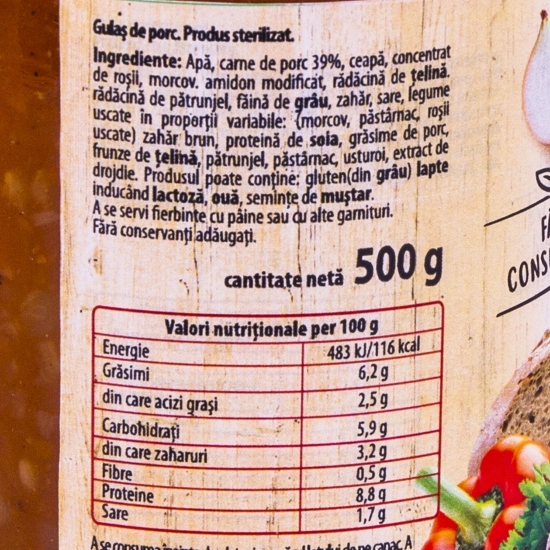 Gulaș de porc. Produs sterilizat.
Ingrediente: Apă, carne de porc 39%, ceapă, concentrat
de roșii, morcov, amidon modificat, rădăcină de țelină,
rădăcină de pătrunjel, făină de grâu, zahăr, sare, legume
uscate în proporții variabile: (morcov, păstârnac, roșii
uscate) zahăr brun, proteină de soia, grăsime de porc,
frunze de țelină, pătrunjel, păstârnac, usturoi, extract de
drojdie. Produsul poate conține: gluten(din grâu) lapte
inducând lactoză, ouă, semințe de muștar.
A se servi fierbinte cu pâine sau cu alte garnituri.
Fără conservanți adăugați.
cantitate netă 500 g
Valori nutriționale per 100 g
Energie 483 kJ/116 kcal
Grăsimi 6,2 g
din care acizi grași 2,5 g
Carbohidrați 5,9 g
din care zaharuri 3,2 g
Fibre 0,5 g
Proteine 8,8 g
Sare 1,7 g
FĂ
CONS